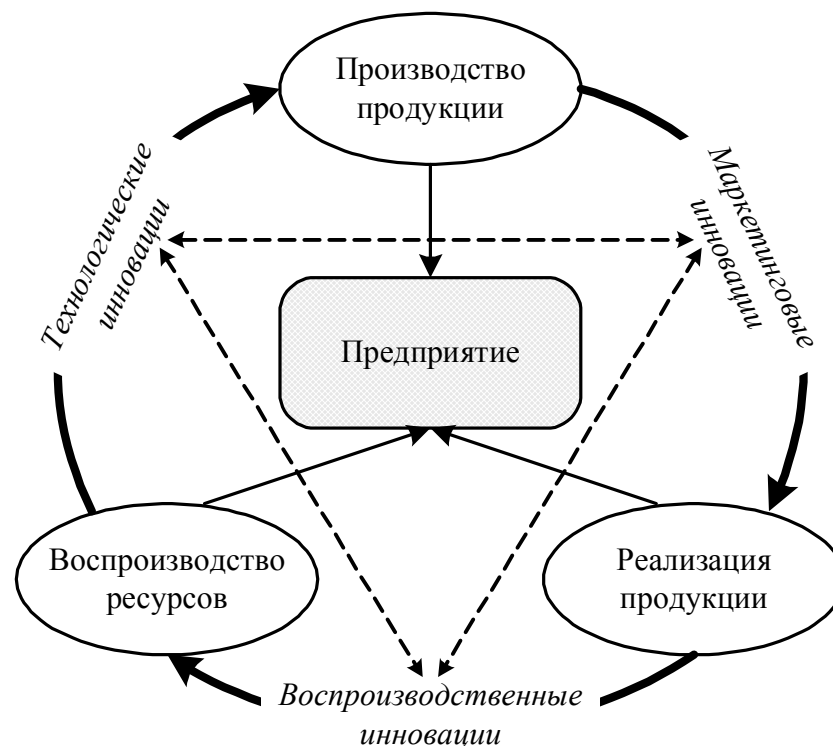 Производство
продукции
Технологические
инновации
Маркетинговые
инновации
Предприятие
Воспроизводство
ресурсов
Реализация
продукции
Воспроизводственные
инновации